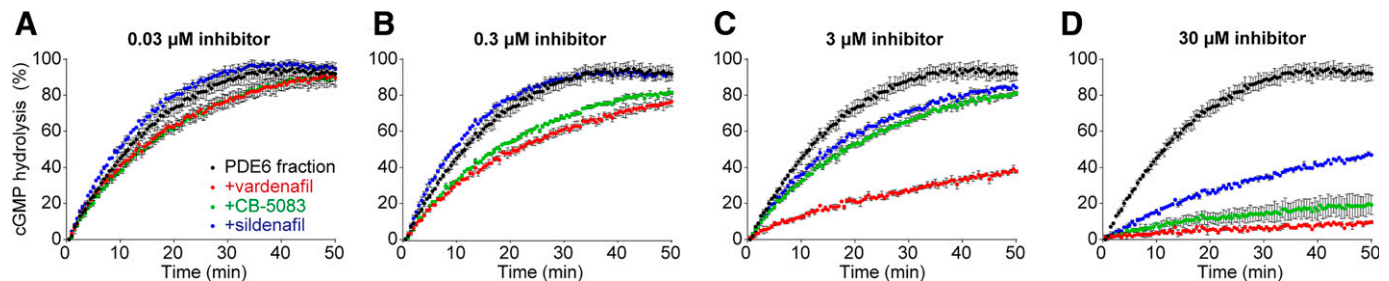 A
0.03 µM inhibitor
B
0.3 µM inhibitor
C
3 µM inhibitor
D
30 µM inhibitor
cGMP hydrolysis (%)
100
80
60
40
20
0
PDE6 fraction
+vardenafil
+CB-5083
+sildenafil
0 10 20 30 40 50
Time (min)
100
80
60
40
20
0
0 10 20 30 40 50
Time (min)
100
80
60
40
20
0
0 10 20 30 40 50
Time (min)
100
80
60
40
20
0
0 10 20 30 40 50
Time (min)